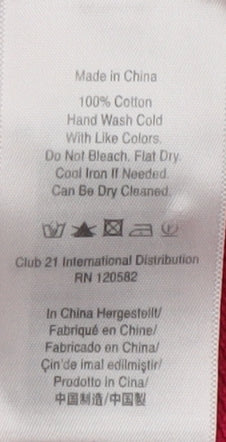 Made in China
100% Cotton
Hand Wash Cold
With Like Colors.
Do Not Bleach. Flat Dry.
Cool Iron If Needed.
Can Be Dry Cleaned.
Club 21 International Distribution
RN 120582
In China Hergestellt/
Fabriqué en Chine/
Fabricado en China/
Çin'de imal edilmiştir/
Prodotto in Cina/
中国制造/中国製